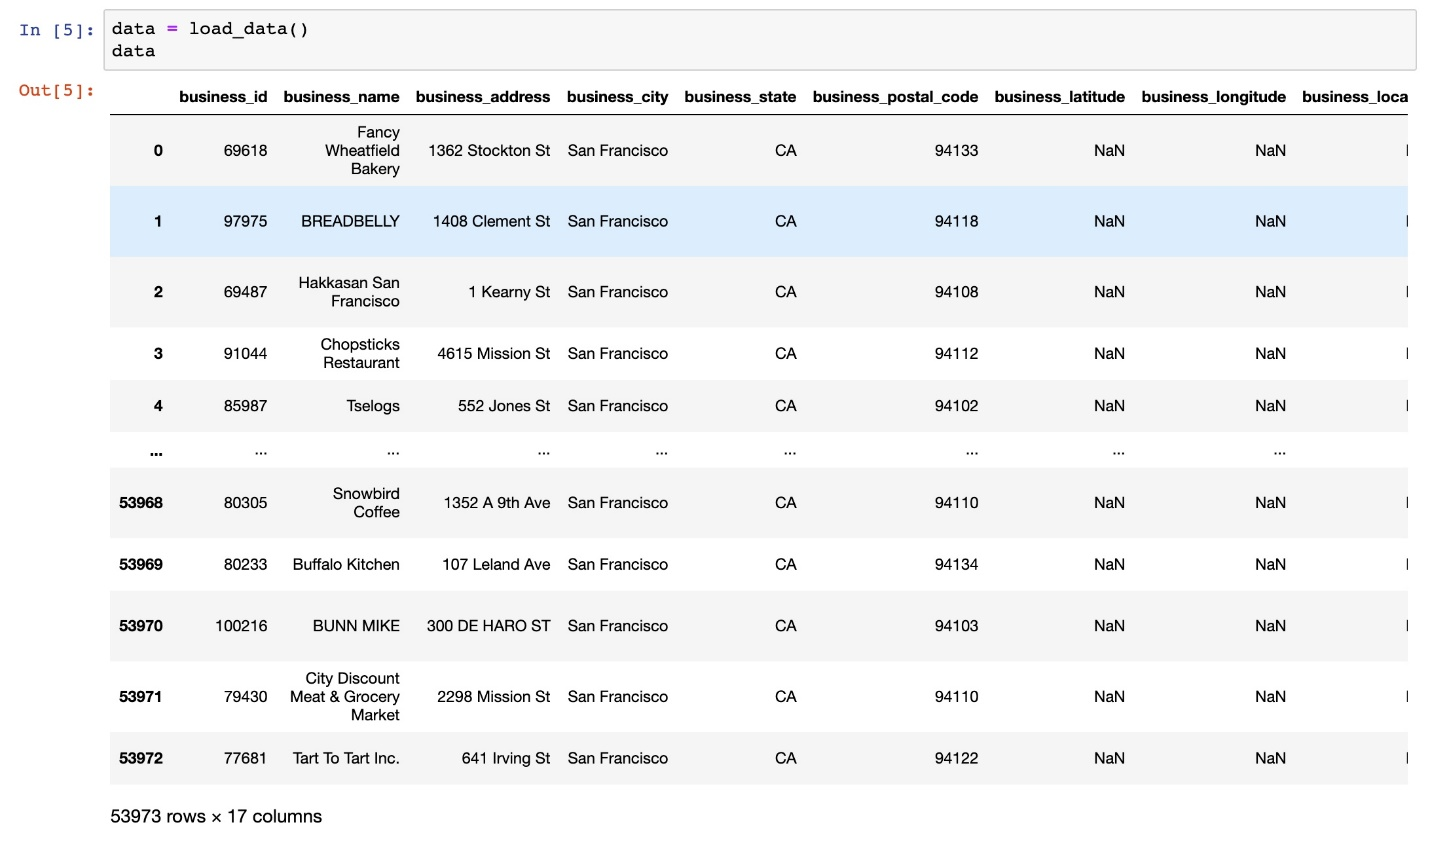 In [5]: data = load_data()
data
Out[5]:
business_id business_name business_address business_city business_state business_postal_code business_latitude business_longitude business_loca
0 69618 Fancy Wheatfield Bakery 1362 Stockton St San Francisco CA 94133 NaN NaN
1 97975 BREADBELLY 1408 Clement St San Francisco CA 94118 NaN NaN
2 69487 Hakkasan San Francisco 1 Kearny St San Francisco CA 94108 NaN NaN
3 91044 Chopsticks Restaurant 4615 Mission St San Francisco CA 94112 NaN NaN
4 85987 Tselogs 552 Jones St San Francisco CA 94102 NaN NaN
... ... ... ... ... ... ... ... ...
53968 80305 Snowbird Coffee 1352 A 9th Ave San Francisco CA 94110 NaN NaN
53969 80233 Buffalo Kitchen 107 Leland Ave San Francisco CA 94134 NaN NaN
53970 100216 BUNN MIKE 300 DE HARO ST San Francisco CA 94103 NaN NaN
53971 79430 City Discount Meat & Grocery Market 2298 Mission St San Francisco CA 94110 NaN NaN
53972 77681 Tart To Tart Inc. 641 Irving St San Francisco CA 94122 NaN NaN
53973 rows × 17 columns